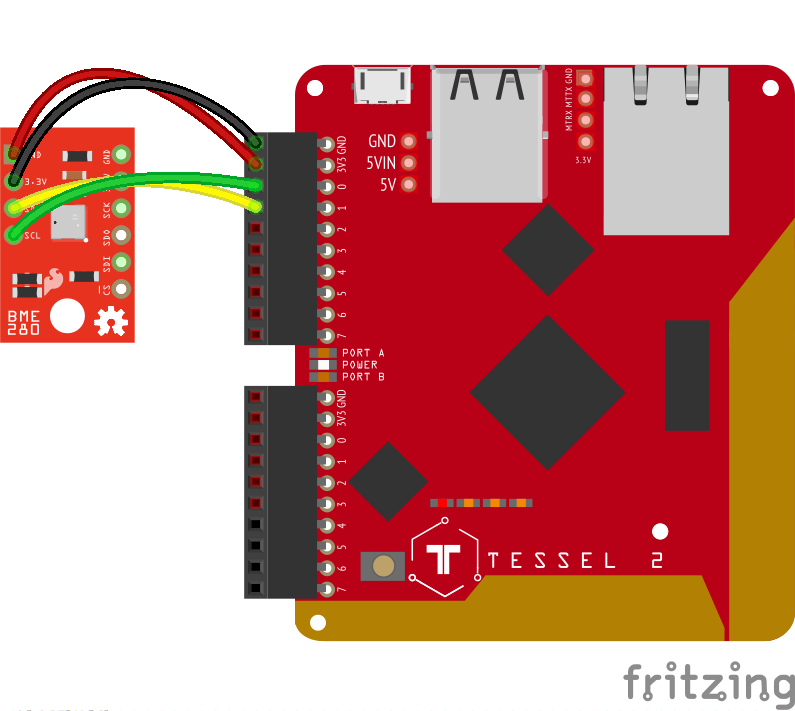 GND
3.3V
SCL
GND
SCK
SDO
SDI
CS
BME
280
GND
3V3
0
1
2
3
4
5
6
7
PORT A
POWER
PORT B
GND
3V3
0
1
2
3
4
5
6
7
GND
5VIN
5V
MTRX MTTX GND
3.3V
TESSEL 2
fritzing